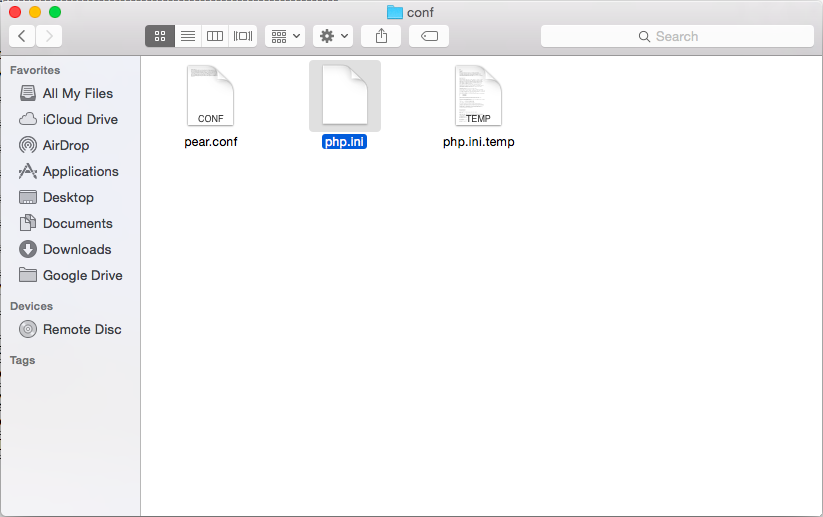 conf
Search
Favorites
All My Files
iCloud Drive
AirDrop
Applications
Desktop
Documents
Downloads
Google Drive
Devices
Remote Disc
Tags
CONF
TEMP
pear.conf
php.ini
php.ini.temp